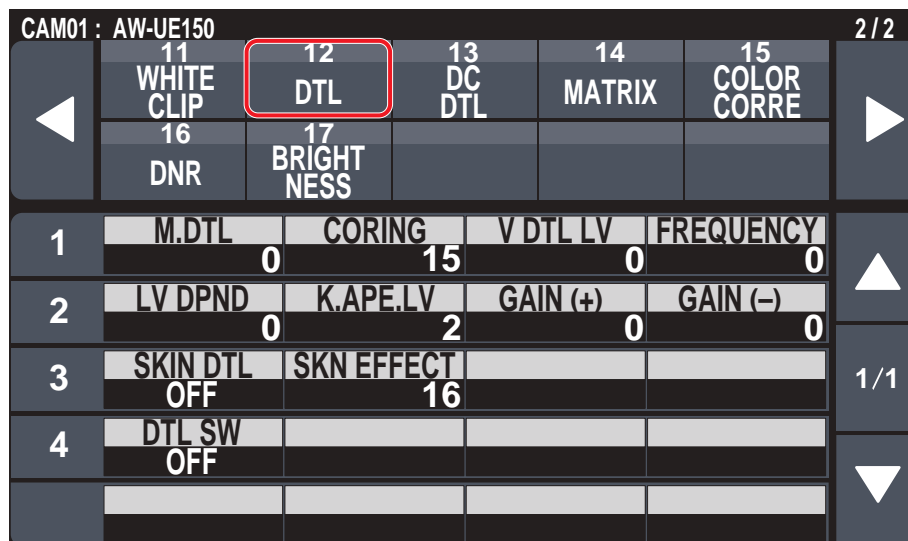 CAM01 : AW-UE150 2/2
11 12 13 14 15
WHITE CLIP DTL DC DTL MATRIX COLOR CORRE
16 17
DNR BRIGHT NESS
1 M.DTL CORING V DTL LV FREQUENCY
0 15 0 0
2 LV DPND K.APE.LV GAIN (+) GAIN (–)
0 2 0 0
3 SKIN DTL SKN EFFECT 1/1
OFF 16
4 DTL SW
OFF